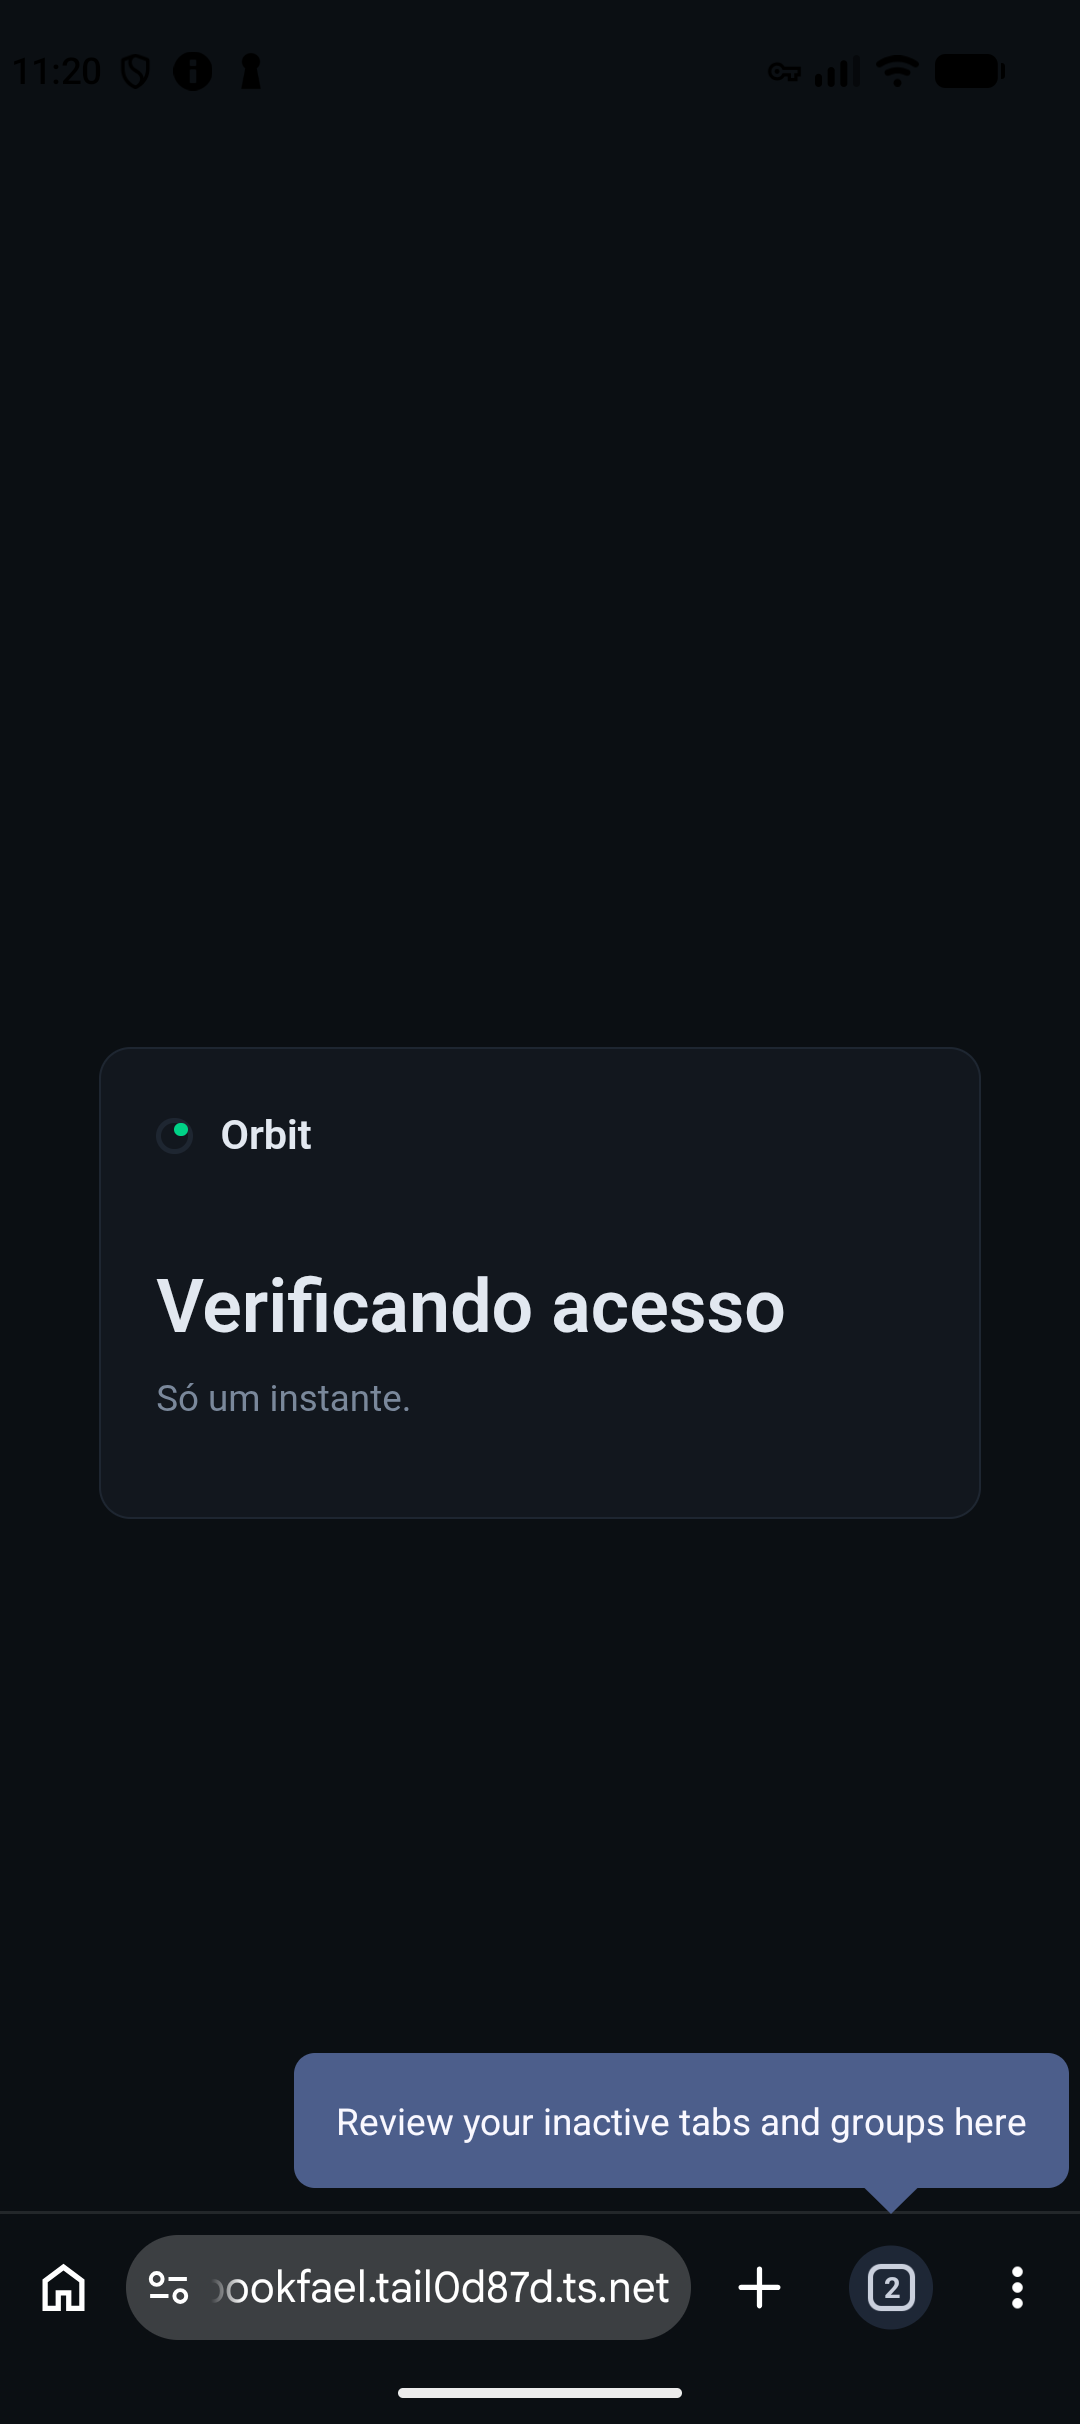 11:20
Orbit
Verificando acesso
Só um instante.
Review your inactive tabs and groups here
ookfael.tail0d87d.ts.net
2